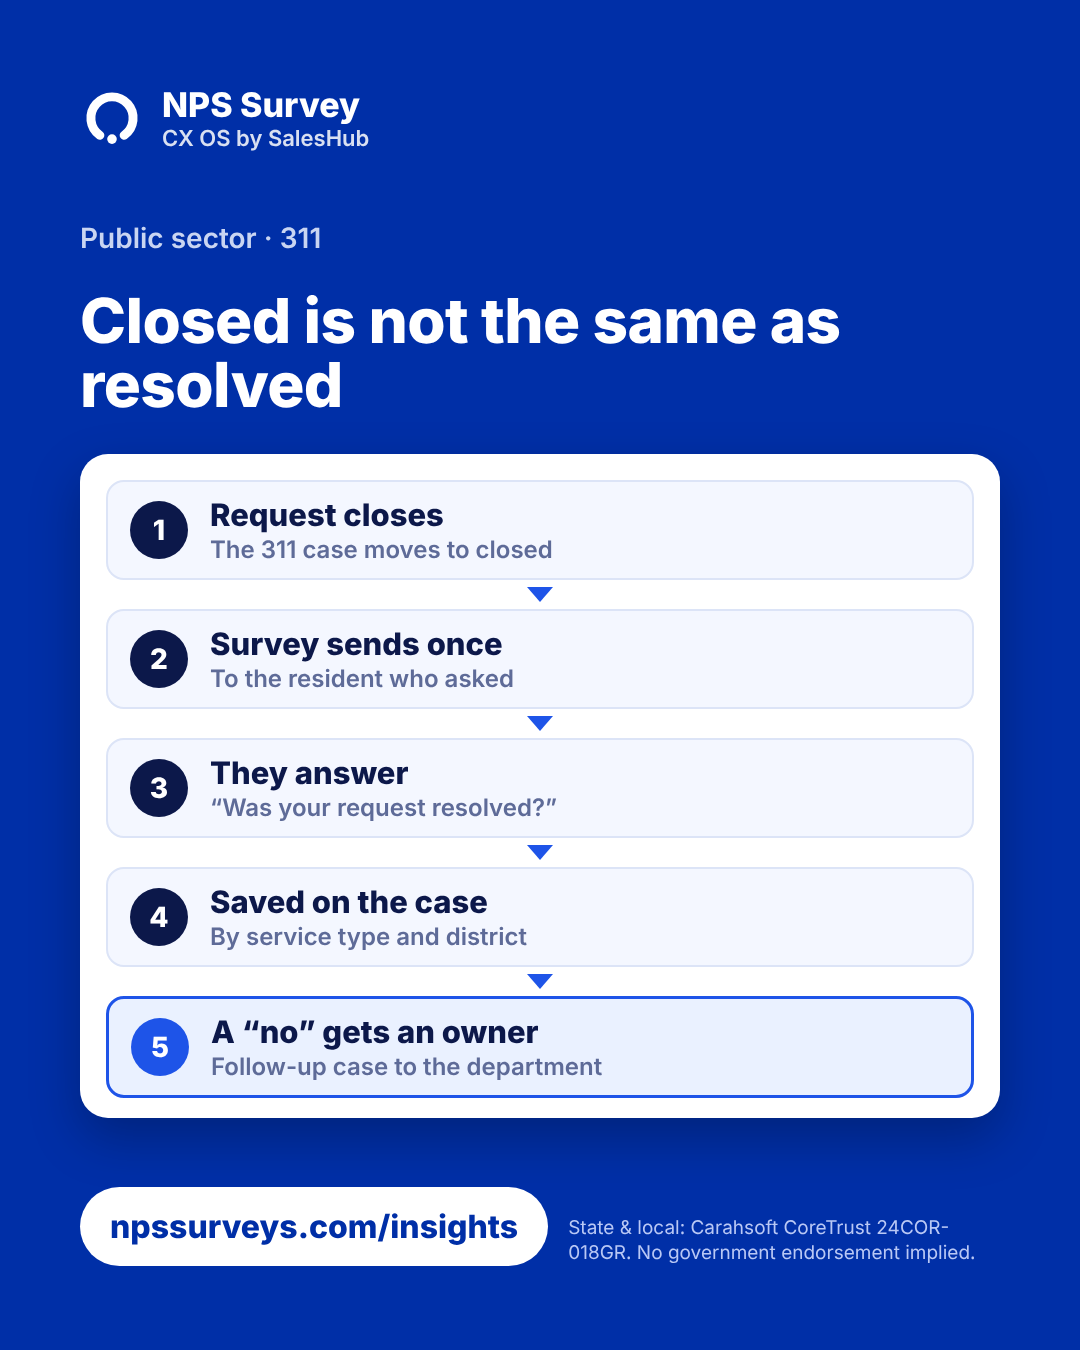 NPS Survey
CX OS by SalesHub
Public sector · 311
Closed is not the same as
resolved
1
Request closes
The 311 case moves to closed
2
Survey sends once
To the resident who asked
3
They answer
“Was your request resolved?”
4
Saved on the case
By service type and district
5
A “no” gets an owner
Follow-up case to the department
npssurveys.com/insights
State & local: Carahsoft CoreTrust 24COR-
018GR. No government endorsement implied.